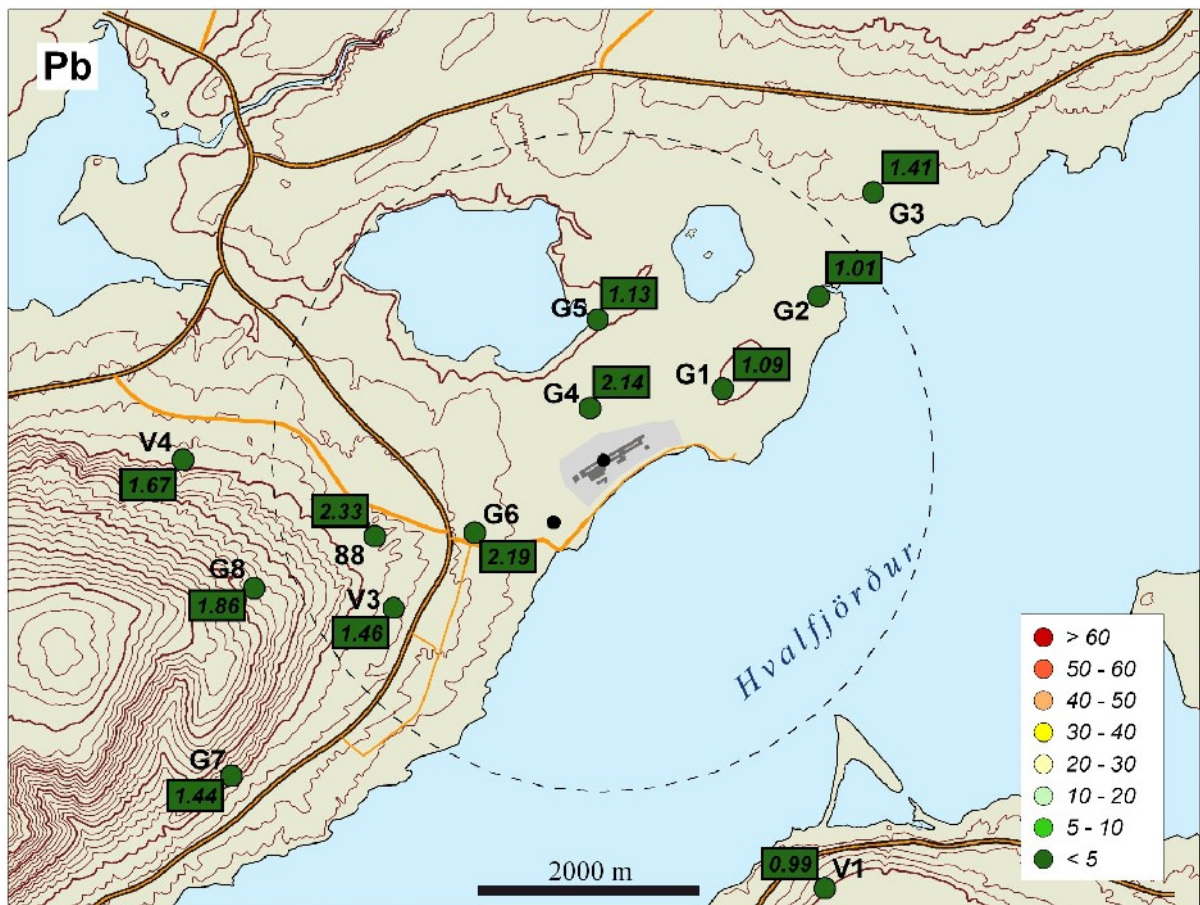 Pb
1.41
G3
1.01
G2
1.13
G5
1.09
G1
2.14
G4
V4
1.67
2.33
88
G6
2.19
G8
1.86
V3
1.46
G7
1.44
Hvalfjörður
0.99
V1
2000 m
> 60
50 - 60
40 - 50
30 - 40
20 - 30
10 - 20
5 - 10
< 5